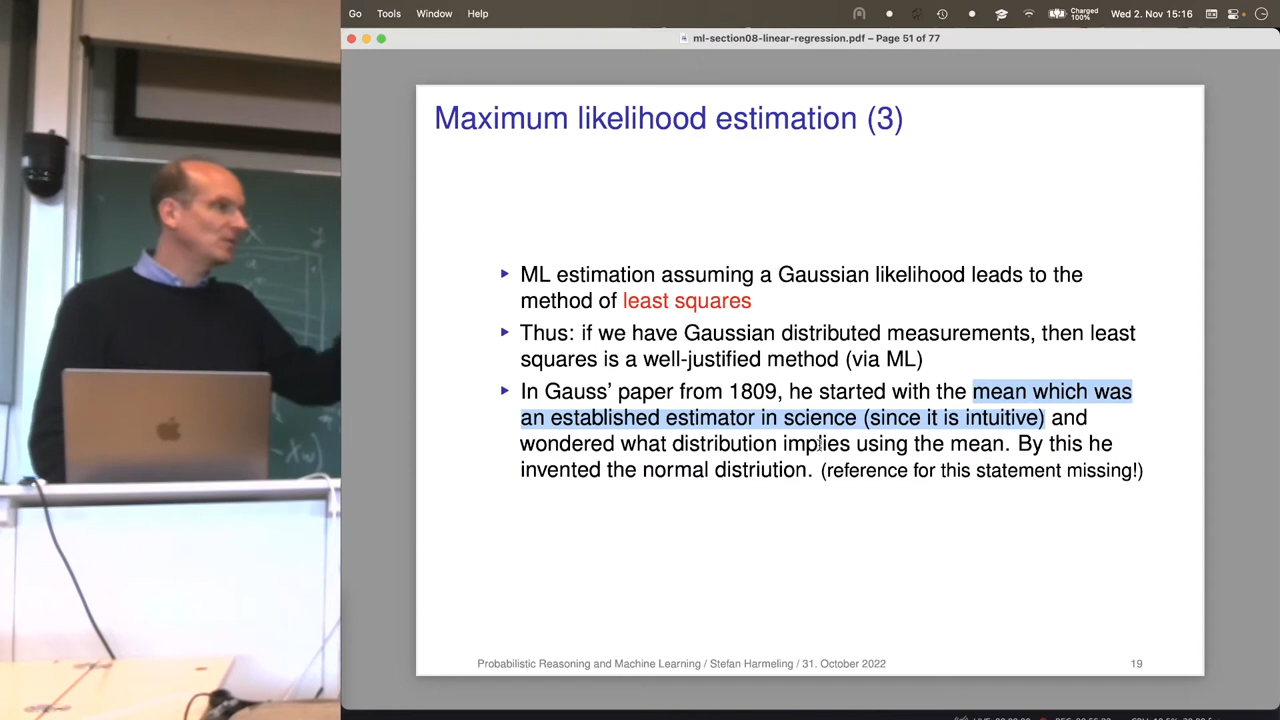 Go Tools Window Help Charged 100% Wed 2. Nov 15:16
ml-section08-linear-regression.pdf – Page 51 of 77
Maximum likelihood estimation (3)
ML estimation assuming a Gaussian likelihood leads to the
method of least squares
Thus: if we have Gaussian distributed measurements, then least
squares is a well-justified method (via ML)
In Gauss' paper from 1809, he started with the mean which was
an established estimator in science (since it is intuitive) and
wondered what distribution implies using the mean. By this he
invented the normal distriution. (reference for this statement missing!)
Probabilistic Reasoning and Machine Learning / Stefan Harmeling / 31. October 2022 19